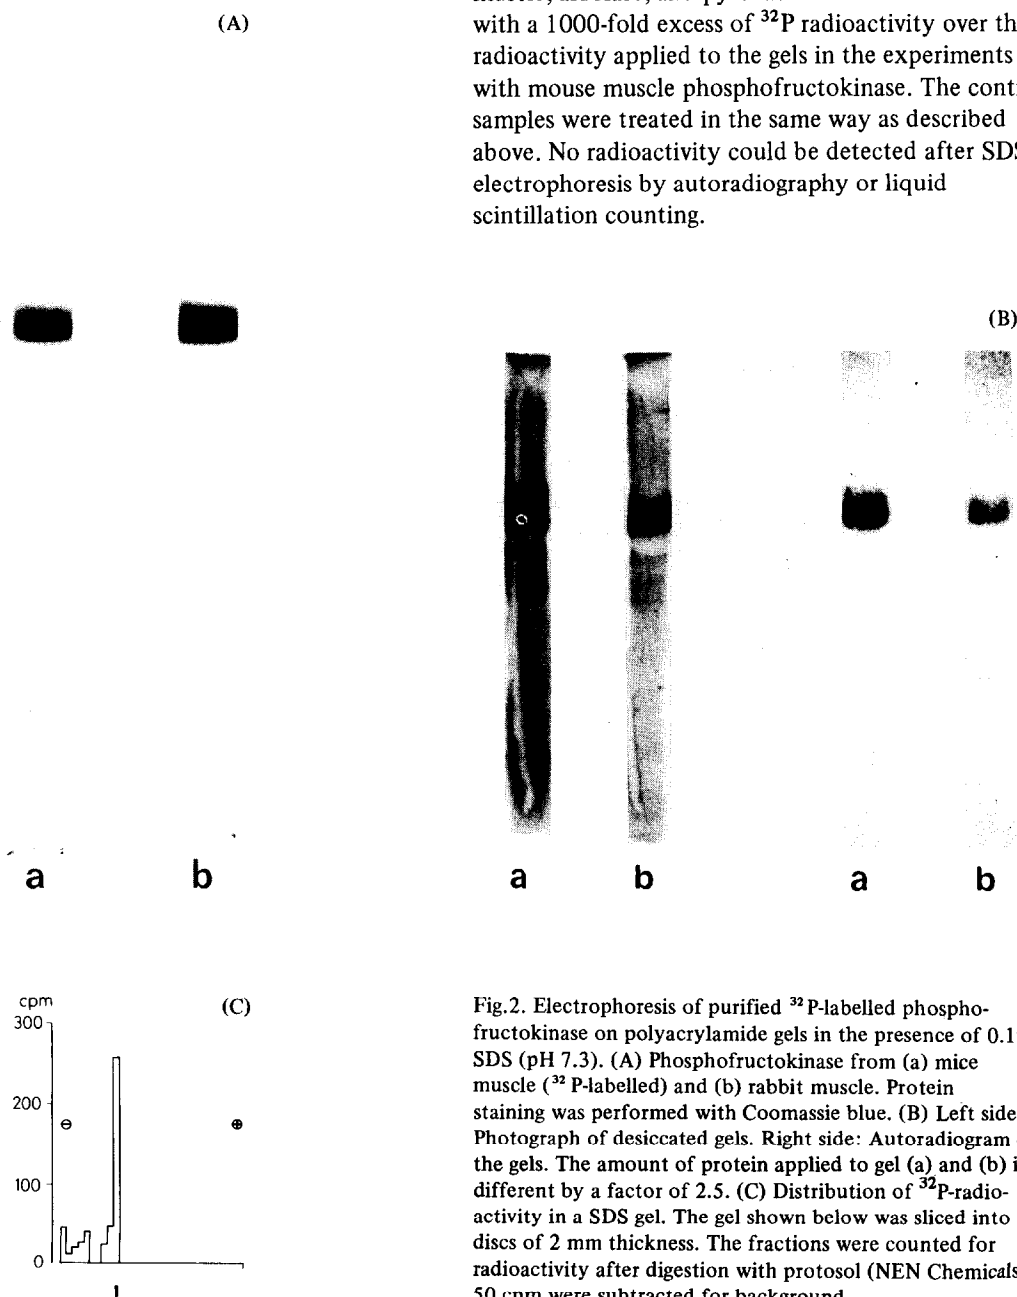 (A)
with a 1000-fold excess of ³²P radioactivity over th
radioactivity applied to the gels in the experiments
with mouse muscle phosphofructokinase. The cont
samples were treated in the same way as described
above. No radioactivity could be detected after SDS
electrophoresis by autoradiography or liquid
scintillation counting.
(B)
a b
a b a b
cpm
(C)
300
200
100
0
⊖ ⊕
Fig.2. Electrophoresis of purified ³²P-labelled phospho-
fructokinase on polyacrylamide gels in the presence of 0.1
SDS (pH 7.3). (A) Phosphofructokinase from (a) mice
muscle (³²P-labelled) and (b) rabbit muscle. Protein
staining was performed with Coomassie blue. (B) Left side
Photograph of desiccated gels. Right side: Autoradiogram
the gels. The amount of protein applied to gel (a) and (b) i
different by a factor of 2.5. (C) Distribution of ³²P-radio-
activity in a SDS gel. The gel shown below was sliced into
discs of 2 mm thickness. The fractions were counted for
radioactivity after digestion with protosol (NEN Chemicals
50 cpm were subtracted for background